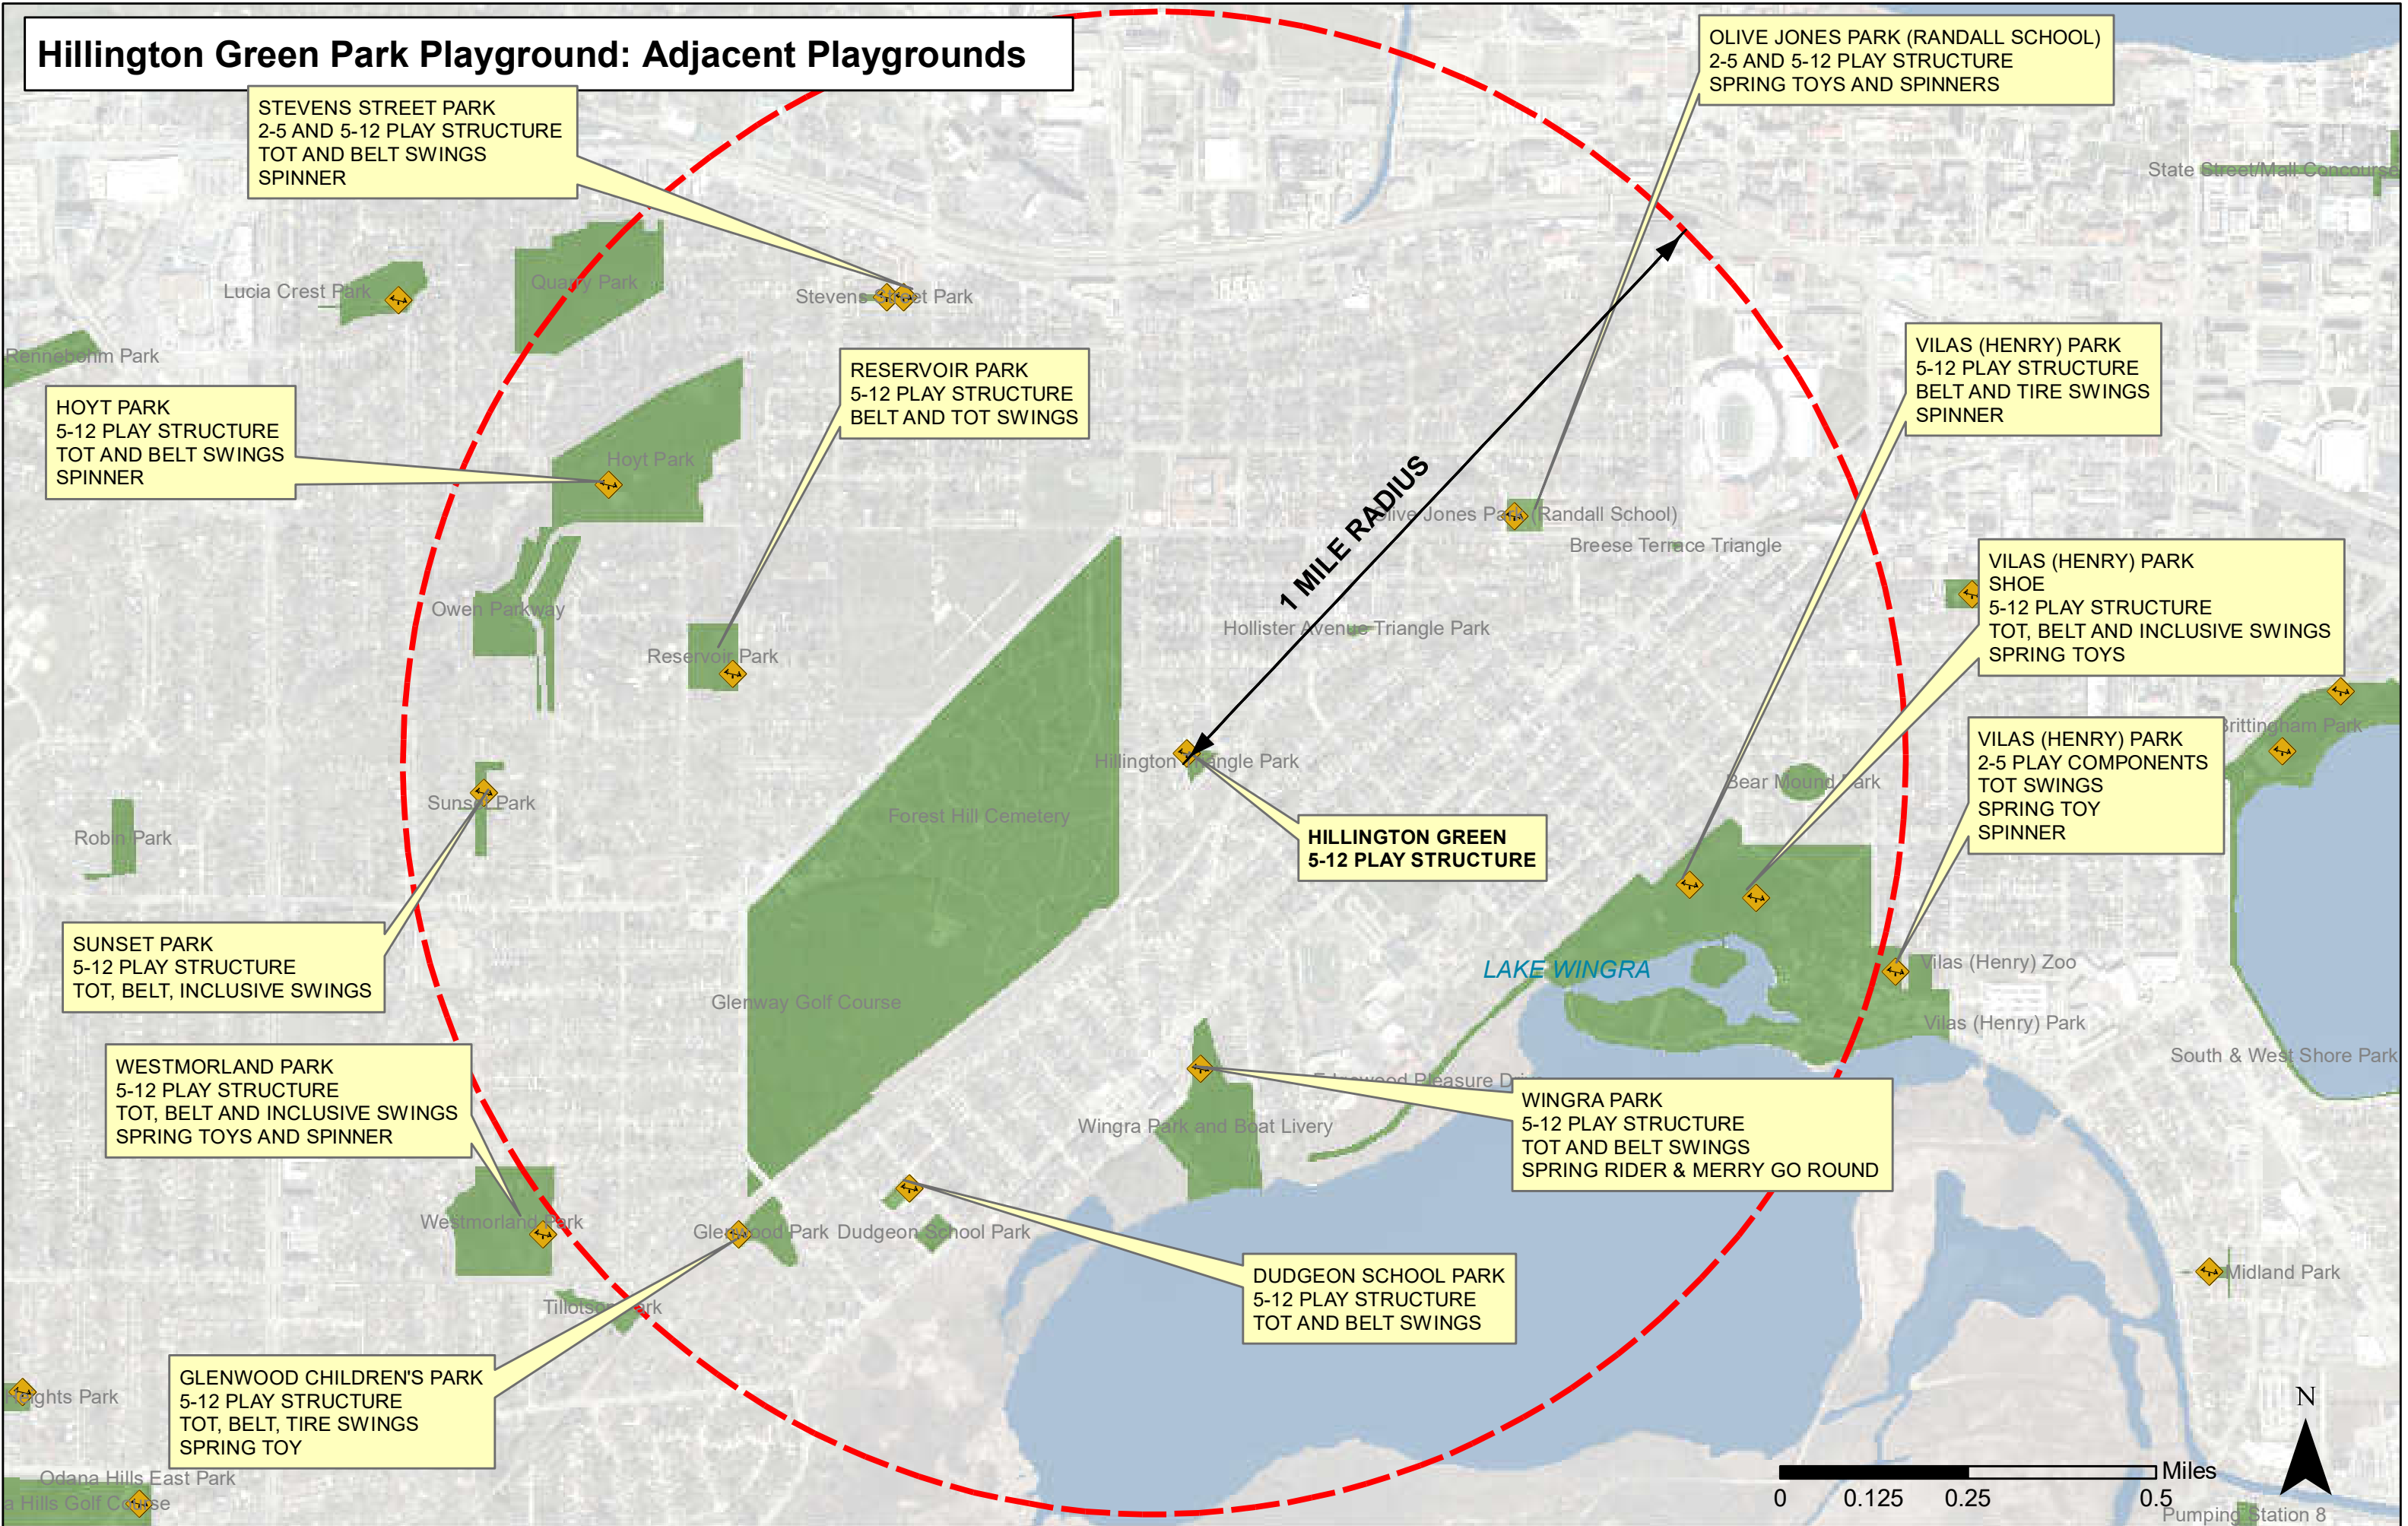 Hillington Green Park Playground: Adjacent Playgrounds
OLIVE JONES PARK (RANDALL SCHOOL)
2-5 AND 5-12 PLAY STRUCTURE
SPRING TOYS AND SPINNERS
STEVENS STREET PARK
2-5 AND 5-12 PLAY STRUCTURE
TOT AND BELT SWINGS
SPINNER
State Street/Mall Concourse
Lucia Crest Park
Quarry Park
Stevens Street Park
Rennebohm Park
VILAS (HENRY) PARK
5-12 PLAY STRUCTURE
BELT AND TIRE SWINGS
SPINNER
RESERVOIR PARK
5-12 PLAY STRUCTURE
BELT AND TOT SWINGS
HOYT PARK
5-12 PLAY STRUCTURE
TOT AND BELT SWINGS
SPINNER
Hoyt Park
1 MILE RADIUS
Olive Jones Park (Randall School)
Breese Terrace Triangle
VILAS (HENRY) PARK
SHOE
5-12 PLAY STRUCTURE
TOT, BELT AND INCLUSIVE SWINGS
SPRING TOYS
Owen Parkway
Hollister Avenue Triangle Park
Reservoir Park
Brittingham Park
VILAS (HENRY) PARK
2-5 PLAY COMPONENTS
TOT SWINGS
SPRING TOY
SPINNER
Hillington Triangle Park
Bear Mound Park
Sunset Park
Forest Hill Cemetery
Robin Park
HILLINGTON GREEN
5-12 PLAY STRUCTURE
SUNSET PARK
5-12 PLAY STRUCTURE
TOT, BELT, INCLUSIVE SWINGS
LAKE WINGRA
Vilas (Henry) Zoo
Glenway Golf Course
Vilas (Henry) Park
South & West Shore Park
WESTMORLAND PARK
5-12 PLAY STRUCTURE
TOT, BELT AND INCLUSIVE SWINGS
SPRING TOYS AND SPINNER
Edgewood Pleasure Drive
WINGRA PARK
5-12 PLAY STRUCTURE
TOT AND BELT SWINGS
SPRING RIDER & MERRY GO ROUND
Wingra Park and Boat Livery
Westmorland Park
Glenwood Park
Dudgeon School Park
DUDGEON SCHOOL PARK
5-12 PLAY STRUCTURE
TOT AND BELT SWINGS
Midland Park
Tillotson Park
GLENWOOD CHILDREN'S PARK
5-12 PLAY STRUCTURE
TOT, BELT, TIRE SWINGS
SPRING TOY
Heights Park
N
Odana Hills East Park
a Hills Golf Course
Miles
0 0.125 0.25 0.5
Pumping Station 8